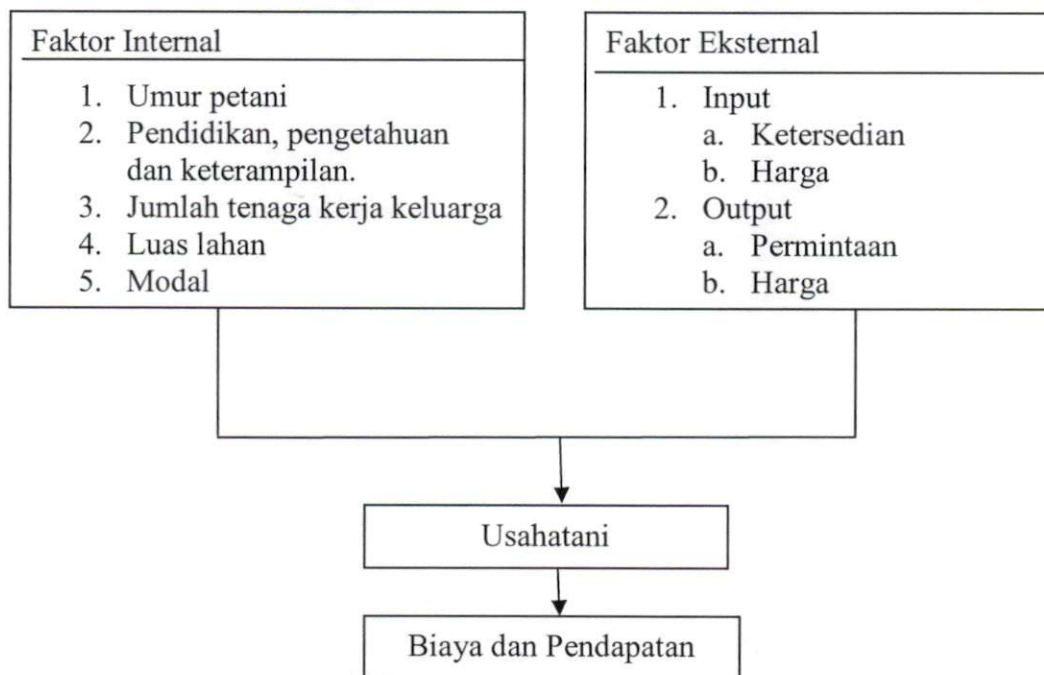 Faktor Internal
1. Umur petani
2. Pendidikan, pengetahuan
dan keterampilan.
3. Jumlah tenaga kerja keluarga
4. Luas lahan
5. Modal
Faktor Eksternal
1. Input
a. Ketersedian
b. Harga
2. Output
a. Permintaan
b. Harga
Usahatani
Biaya dan Pendapatan